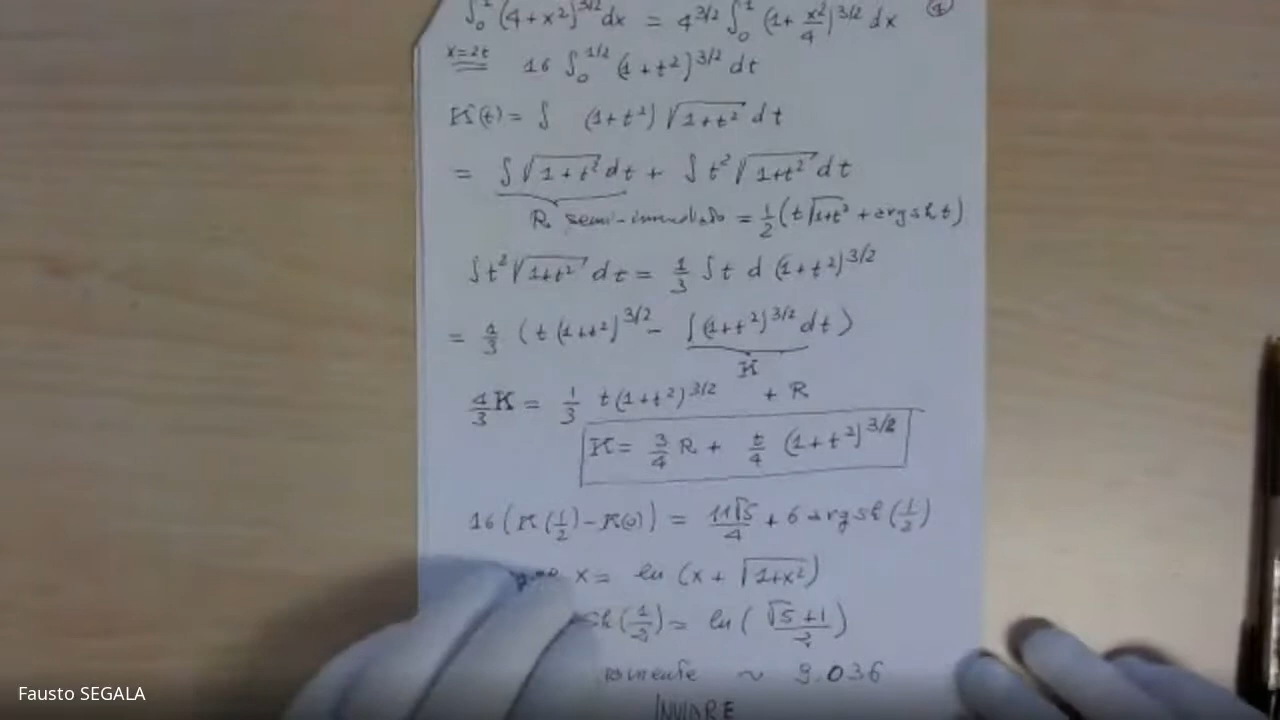 ∫₀¹ (4+x²)^3/2 dx = 4^3/2 ∫₀¹ (1+ x²/4)^3/2 dx ①
x=2t 16 ∫₀^1/2 (1+t²)^3/2 dt
K(t) = ∫ (1+t²) √(1+t²) dt
= ∫√(1+t²) dt + ∫ t² √(1+t²) dt
R semi-immediato = 1/2 (t√(1+t²) + argsh t)
∫t² √(1+t²) dt = 1/3 ∫ t d (1+t²)^3/2
= 1/3 (t (1+t²)^3/2 - ∫(1+t²)^3/2 dt)
K
4/3 K = 1/3 t(1+t²)^3/2 + R
K = 3/4 R + t/4 (1+t²)^3/2
16 (K(1/2) - K(0)) = 11√5/4 + 6 argsh(1/2)
x = ln (x + √(1+x²))
sh(1/2) = ln ( (√5+1)/2 )
~ 9.036
INVIARE
Fausto SEGALA